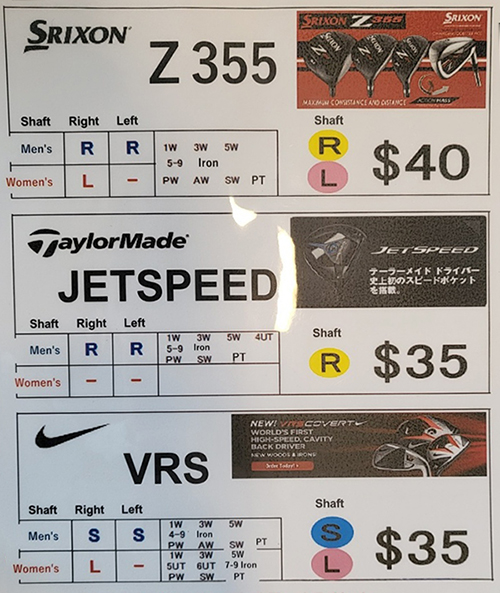 SRIXON
Z 355
SRIXON Z 355 SRIXON
MAXIMUM CONSISTANCE AND DISTANCE
Shaft Right Left
Men's R R
1W 3W 5W
5-9 Iron
PW AW SW PT
Women's L -
Shaft
R
L
$40
TaylorMade
JETSPEED
JETSPEED
テーラーメイド ドライバー
史上初のスピードポケット
を搭載。
Shaft Right Left
Men's R R
1W 3W 5W 4UT
5-9 Iron
PW SW PT
Women's - -
Shaft
R
$35
VRS
NEW! VRS COVERT
WORLD'S FIRST
HIGH-SPEED, CAVITY
BACK DRIVER
NEW WOODS & IRONS
Order Today!
Shaft Right Left
Men's S S
1W 3W 5W
4-9 Iron
PW AW SW PT
Women's L -
1W 3W 5W
5UT 6UT 7-9 Iron
PW SW PT
Shaft
S
L
$35